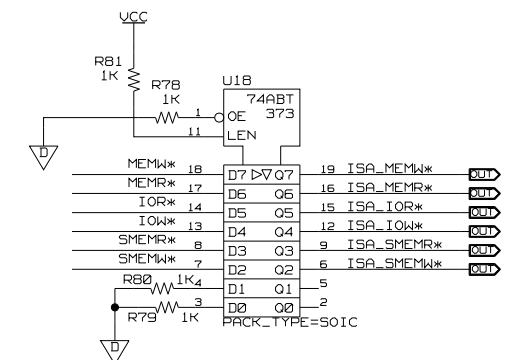 VCC
R81
1K
R78
1K
U18
74ABT
373
1 OE
11 LEN
D
MEMW* 18 D7 Q7 19 ISA_MEMW* OUT
MEMR* 17 D6 Q6 16 ISA_MEMR* OUT
IOR* 14 D5 Q5 15 ISA_IOR* OUT
IOW* 13 D4 Q4 12 ISA_IOW* OUT
SMEMR* 8 D3 Q3 9 ISA_SMEMR* OUT
SMEMW* 7 D2 Q2 6 ISA_SMEMW* OUT
R80 1K 4 D1 Q1 5
R79 1K 3 D0 Q0 2
PACK_TYPE=SOIC
D